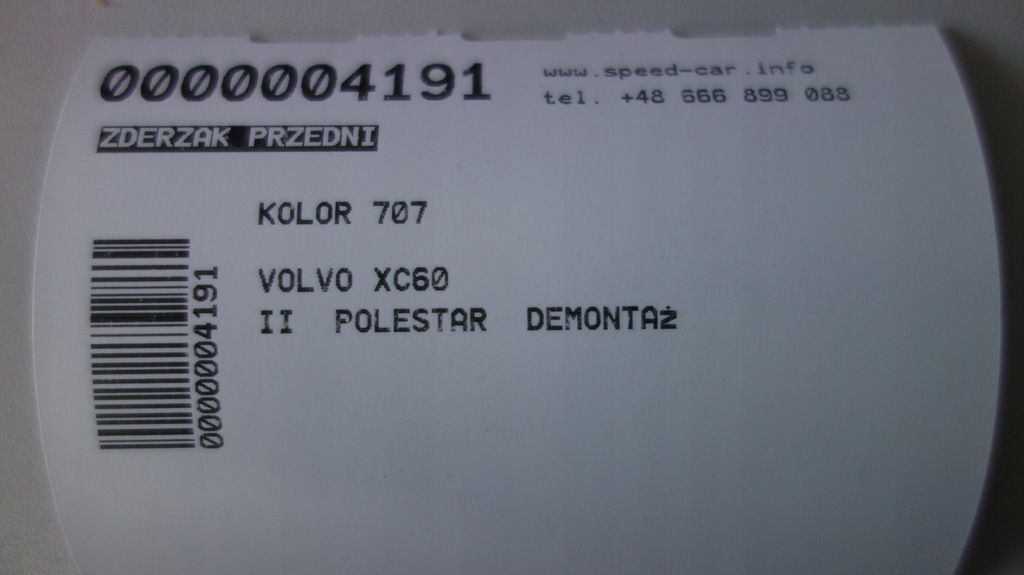 0000004191
www.speed-car.info
tel. +48 666 899 088
ZDERZAK PRZEDNI
KOLOR 707
VOLVO XC60
II POLESTAR DEMONTAż
0000004191